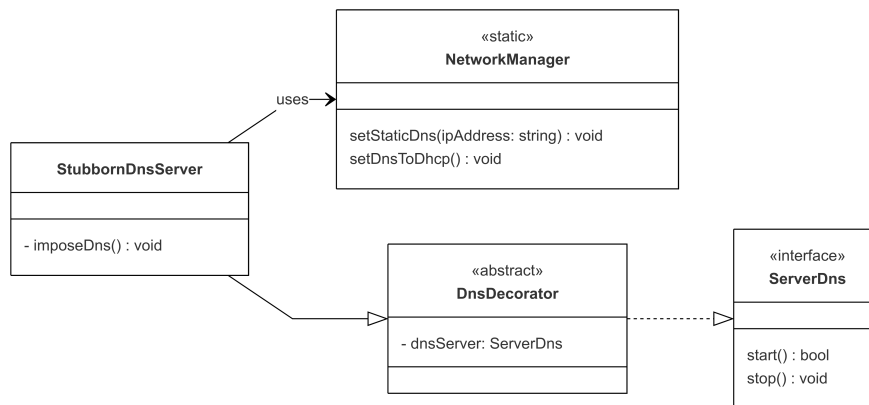 «static»
NetworkManager
setStaticDns(ipAddress: string) : void
setDnsToDhcp() : void
uses
StubbornDnsServer
- imposeDns() : void
«abstract»
DnsDecorator
- dnsServer: ServerDns
«interface»
ServerDns
start() : bool
stop() : void